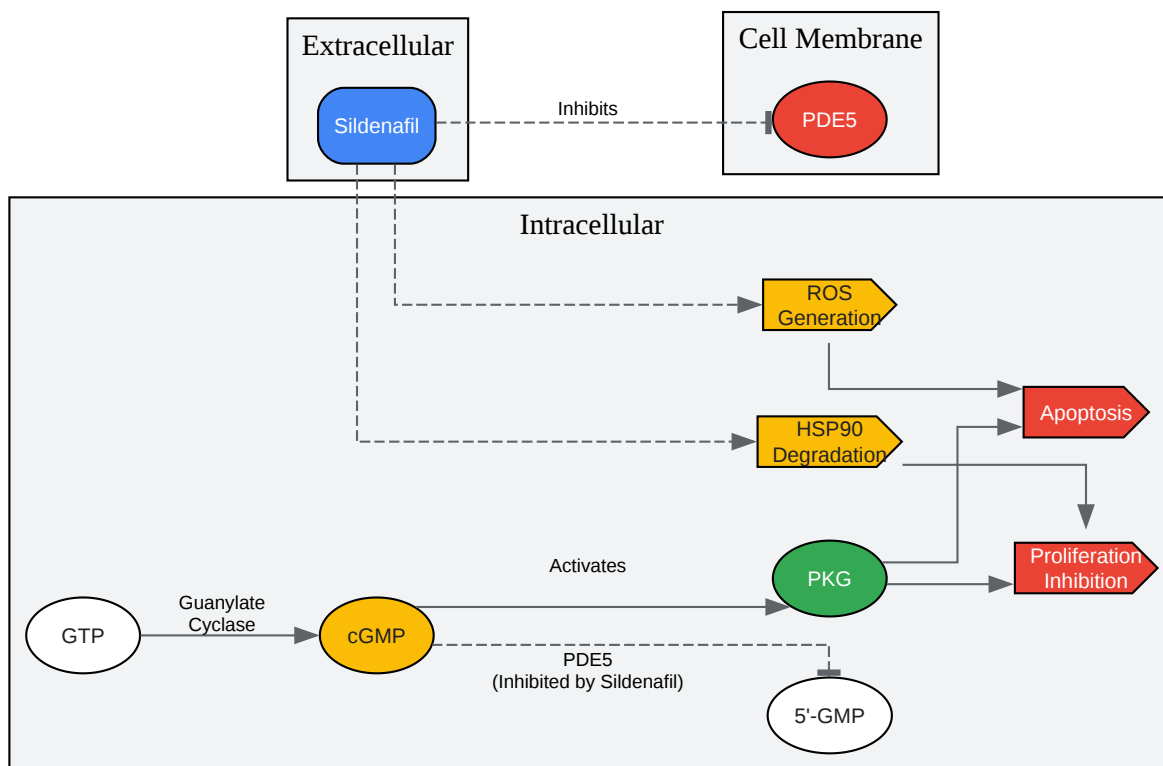 Extracellular
Cell Membrane
Sildenafil
Inhibits
PDE5
Intracellular
ROS
Generation
Apoptosis
HSP90
Degradation
Activates
PKG
Proliferation
Inhibition
GTP
Guanylate
Cyclase
cGMP
PDE5
(Inhibited by Sildenafil)
5'-GMP